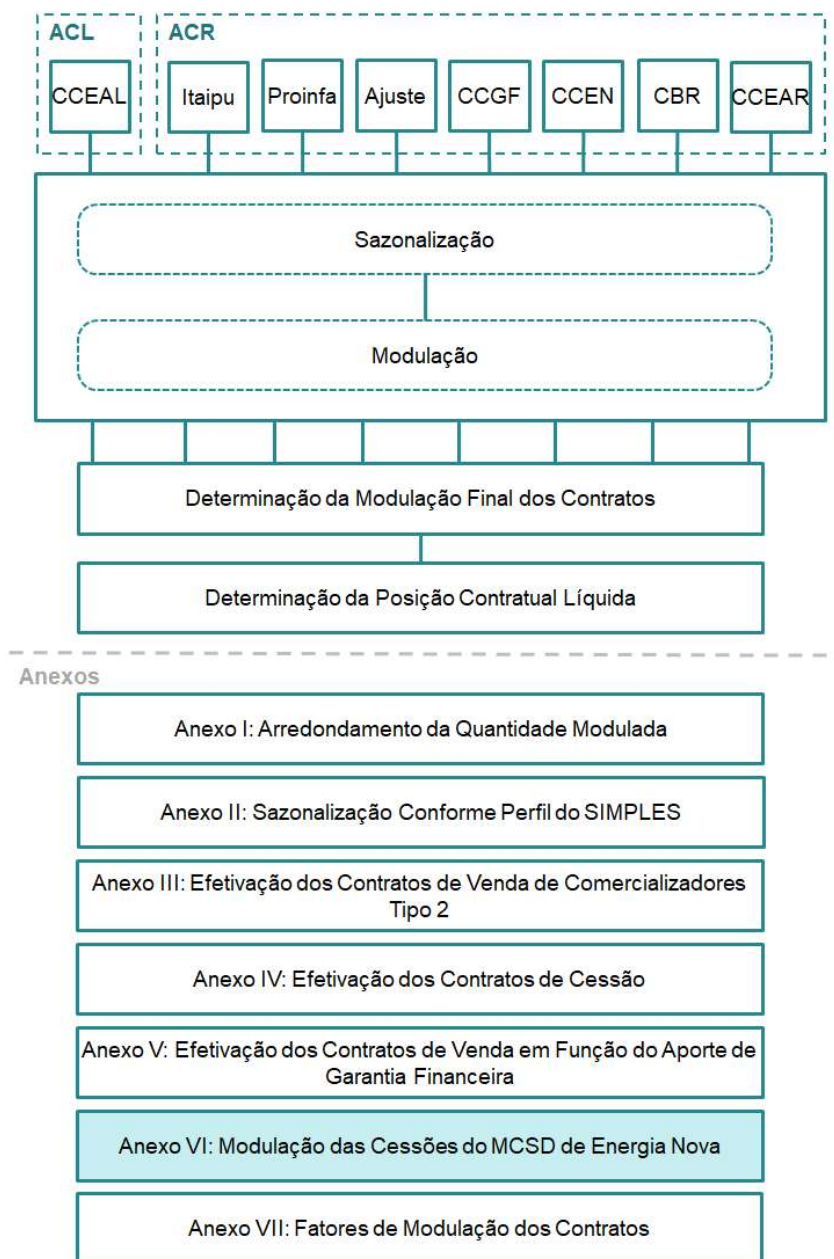 ACL
ACR
CCEAL
Itaipu
Proinfa
Ajuste
CCGF
CCEN
CBR
CCEAR
Sazonalização
Modulação
Determinação da Modulação Final dos Contratos
Determinação da Posição Contratual Líquida
Anexos
Anexo I: Arredondamento da Quantidade Modulada
Anexo II: Sazonalização Conforme Perfil do SIMPLES
Anexo III: Efetivação dos Contratos de Venda de Comercializadores
Tipo 2
Anexo IV: Efetivação dos Contratos de Cessão
Anexo V: Efetivação dos Contratos de Venda em Função do Aporte de
Garantia Financeira
Anexo VI: Modulação das Cessões do MCSD de Energia Nova
Anexo VII: Fatores de Modulação dos Contratos